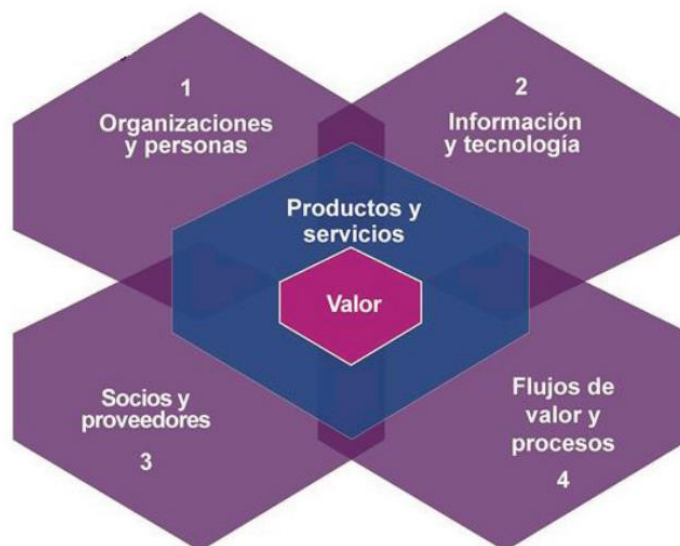 1
Organizaciones
y personas
2
Información
y tecnología
Productos y
servicios
Valor
Socios y
proveedores
3
Flujos de
valor y
procesos
4